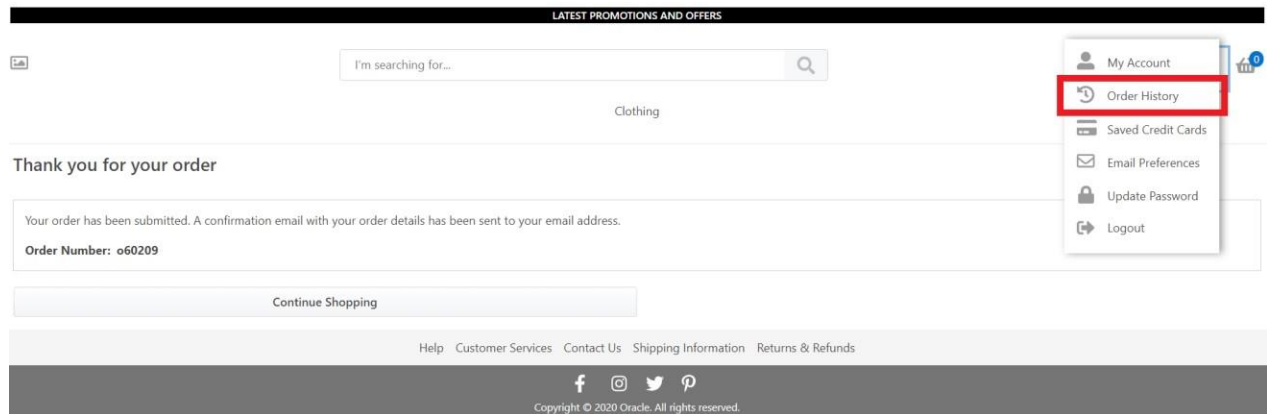 LATEST PROMOTIONS AND OFFERS
I'm searching for...
0
My Account
Order History
Saved Credit Cards
Email Preferences
Update Password
Logout
Clothing
Thank you for your order
Your order has been submitted. A confirmation email with your order details has been sent to your email address.
Order Number: o60209
Continue Shopping
Help Customer Services Contact Us Shipping Information Returns & Refunds
Copyright © 2020 Oracle. All rights reserved.